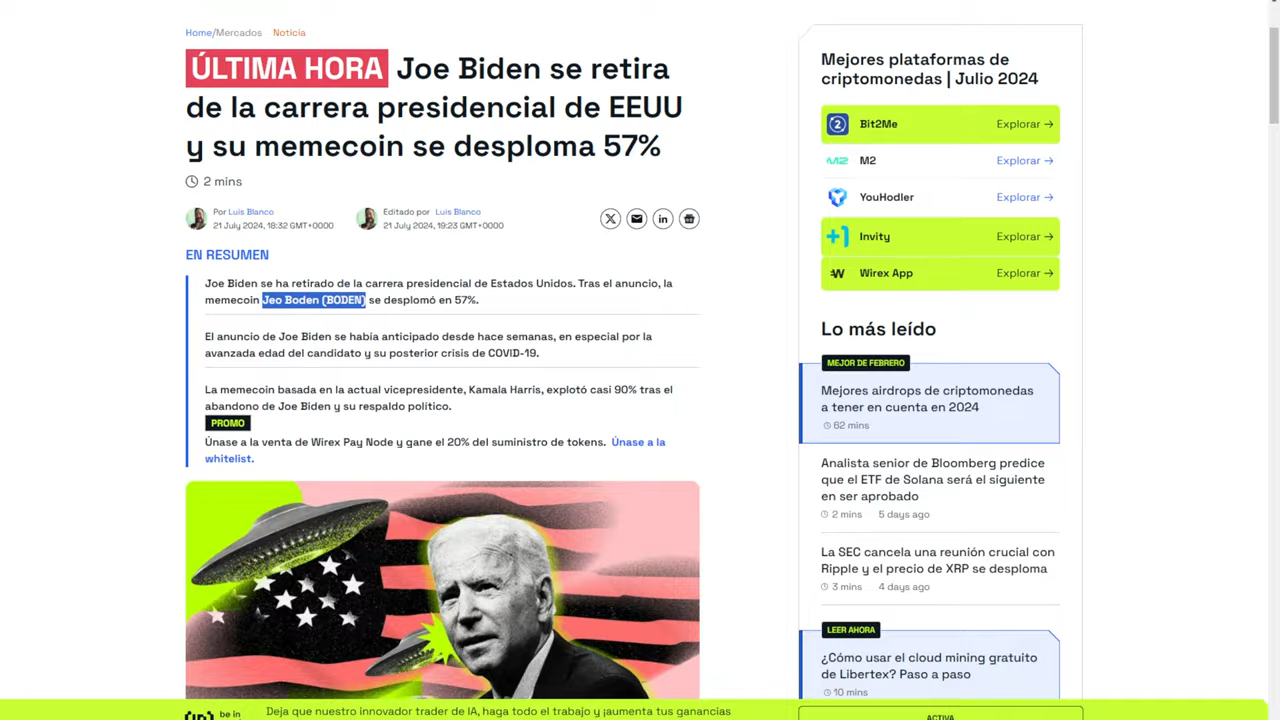 Home/Mercados Noticia
ÚLTIMA HORA Joe Biden se retira
de la carrera presidencial de EEUU
y su memecoin se desploma 57%
2 mins
Por Luis Blanco
21 July 2024, 18:32 GMT+0000
Editado por Luis Blanco
21 July 2024, 19:23 GMT+0000
EN RESUMEN
Joe Biden se ha retirado de la carrera presidencial de Estados Unidos. Tras el anuncio, la
memecoin Jeo Boden (BODEN) se desplomó en 57%.
El anuncio de Joe Biden se había anticipado desde hace semanas, en especial por la
avanzada edad del candidato y su posterior crisis de COVID-19.
La memecoin basada en la actual vicepresidente, Kamala Harris, explotó casi 90% tras el
abandono de Joe Biden y su respaldo político.
PROMO
Únase a la venta de Wirex Pay Node y gane el 20% del suministro de tokens. Únase a la
whitelist.
Mejores plataformas de
criptomonedas | Julio 2024
Bit2Me Explorar →
M2 Explorar →
YouHodler Explorar →
Invity Explorar →
Wirex App Explorar →
Lo más leído
MEJOR DE FEBRERO
Mejores airdrops de criptomonedas
a tener en cuenta en 2024
62 mins
Analista senior de Bloomberg predice
que el ETF de Solana será el siguiente
en ser aprobado
2 mins 5 days ago
La SEC cancela una reunión crucial con
Ripple y el precio de XRP se desploma
3 mins 4 days ago
LEER AHORA
¿Cómo usar el cloud mining gratuito
de Libertex? Paso a paso
10 mins
be in
Deja que nuestro innovador trader de IA, haga todo el trabajo y ¡aumenta tus ganancias
ACTIVA